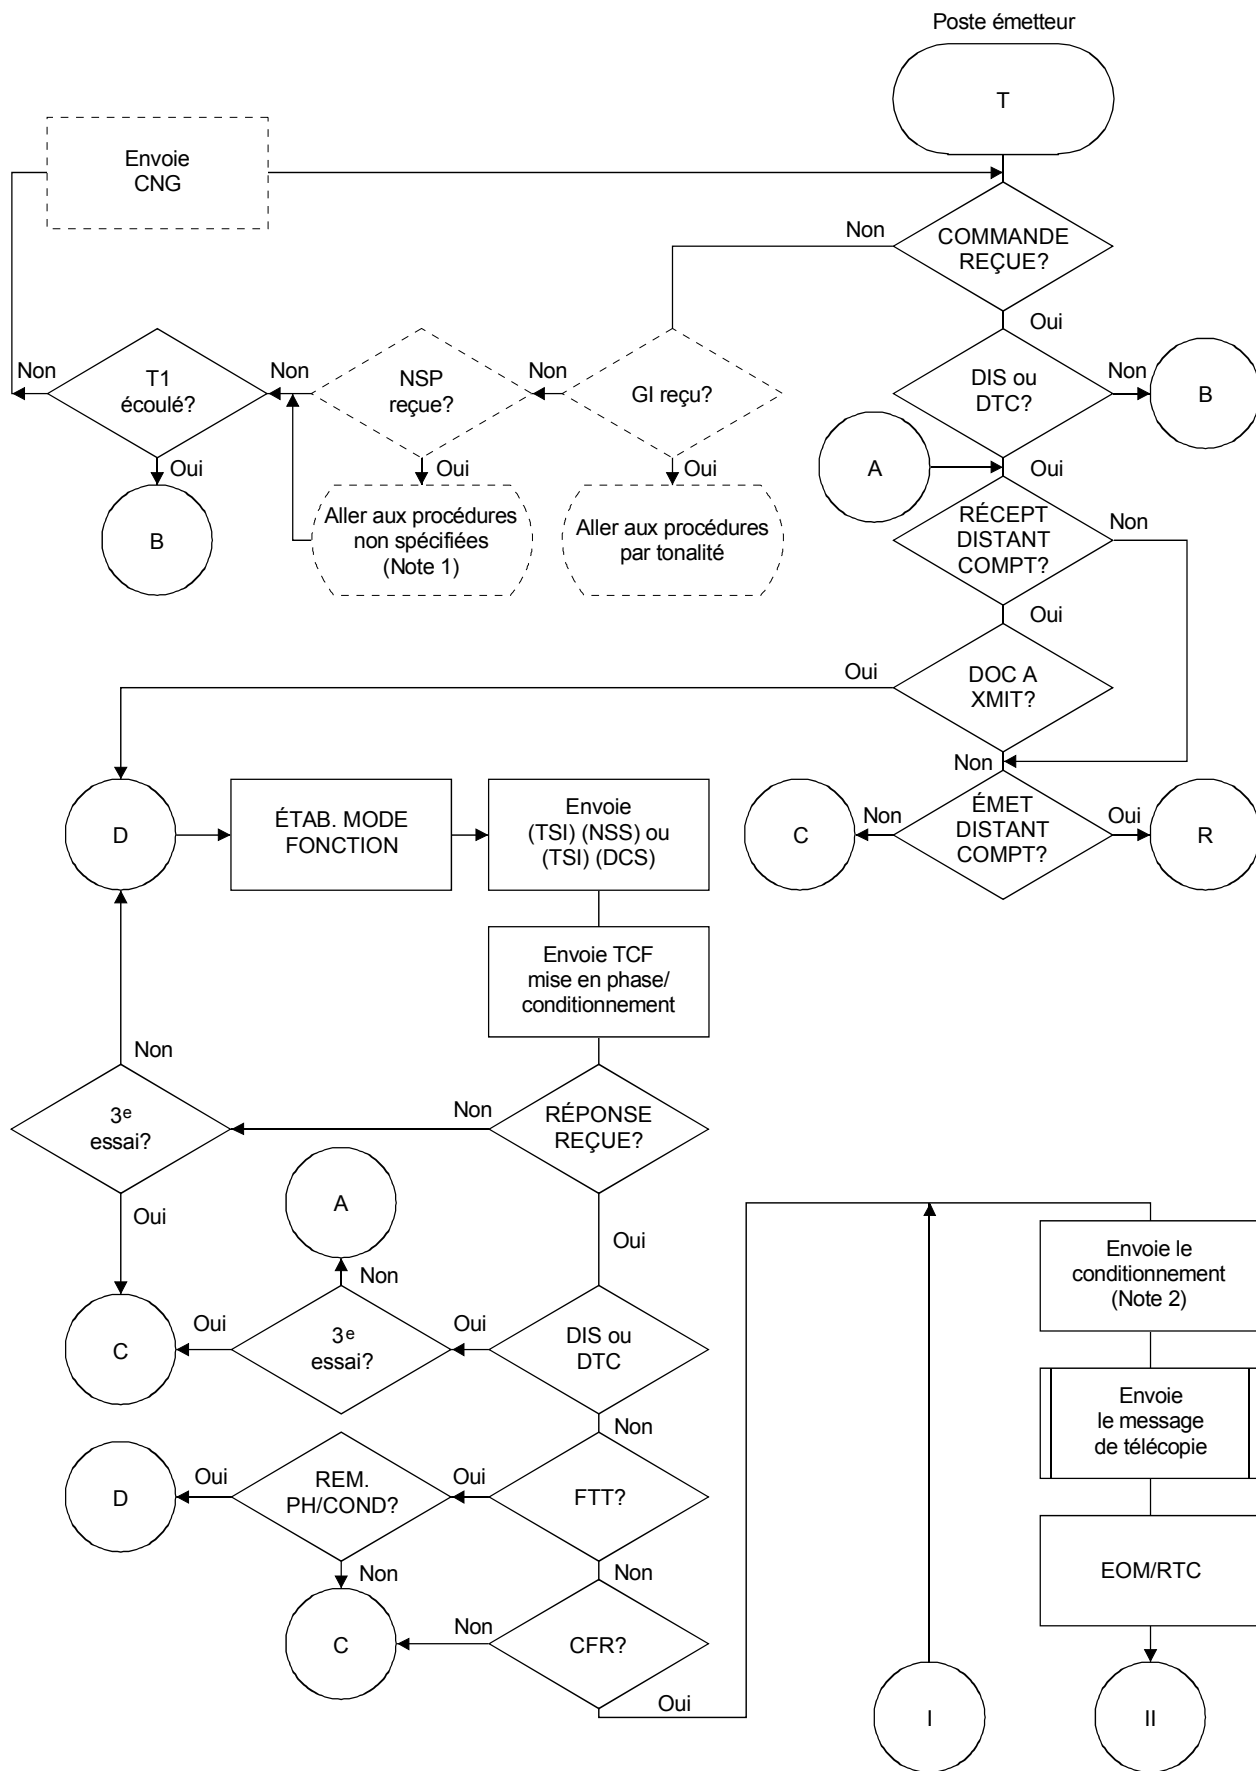 Poste émetteur
T
Envoie
CNG
COMMANDE
REÇUE?
Non
Oui
T1
écoulé?
Non
Oui
NSP
reçue?
Non
Oui
GI reçu?
Non
Oui
DIS ou
DTC?
Non
Oui
B
A
B
Aller aux procédures
non spécifiées
(Note 1)
Aller aux procédures
par tonalité
RÉCEPT
DISTANT
COMPT?
Non
Oui
DOC A
XMIT?
Oui
Non
D
ÉTAB. MODE
FONCTION
Envoie
(TSI) (NSS) ou
(TSI) (DCS)
C
Non
ÉMET
DISTANT
COMPT?
Oui
R
Envoie TCF
mise en phase/
conditionnement
Non
3e
essai?
Oui
Non
RÉPONSE
REÇUE?
Oui
A
Non
C
Oui
3e
essai?
Oui
DIS ou
DTC
Non
Envoie le
conditionnement
(Note 2)
Envoie
le message
de télécopie
D
Oui
REM.
PH/COND?
Oui
FTT?
Non
Non
EOM/RTC
C
Non
CFR?
Oui
I
II